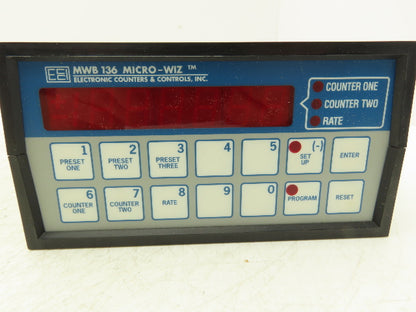 EEI MWB 136 MICRO-WIZ ™
ELECTRONIC COUNTERS & CONTROLS, INC.
COUNTER ONE
COUNTER TWO
RATE
1 2 3 4 5 (-)
PRESET ONE PRESET TWO PRESET THREE SET UP ENTER
6 7 8 9 0
COUNTER ONE COUNTER TWO RATE PROGRAM RESET